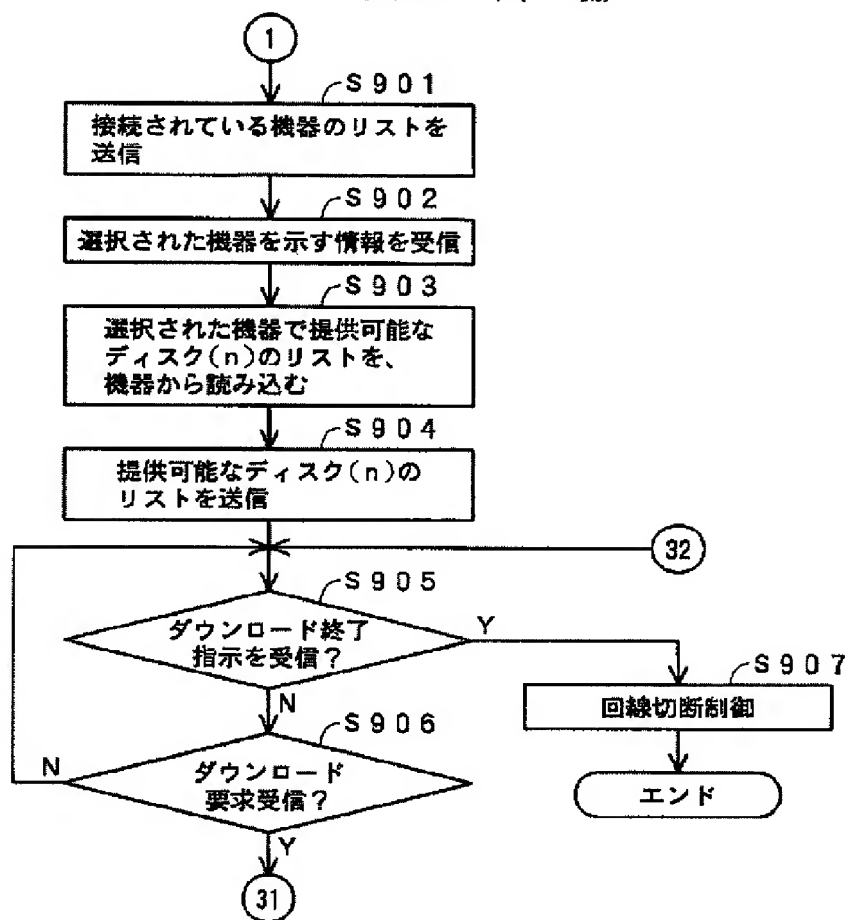 1
S901
接続されている機器のリストを
送信
S902
選択された機器を示す情報を受信
S903
選択された機器で提供可能な
ディスク(n)のリストを、
機器から読み込む
S904
提供可能なディスク(n)の
リストを送信
32
S905
ダウンロード終了
指示を受信?
Y
S907
回線切断制御
N
S906
エンド
N
ダウンロード
要求受信?
Y
31